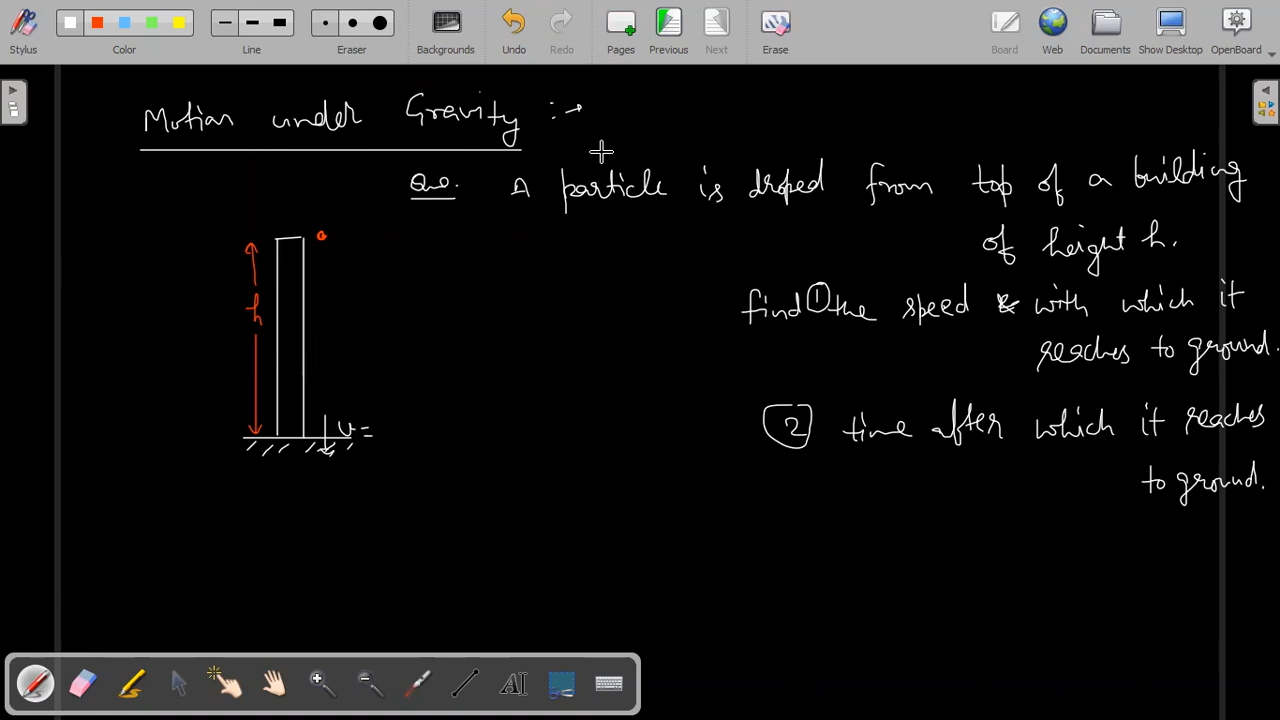 Stylus
Color
Line
Eraser
Backgrounds
Undo
Redo
Pages
Previous
Next
Erase
Board
Web
Documents
Show Desktop
OpenBoard
Motion under Gravity :→
Que. A particle is droped from top of a building
of height h.
find ① the speed with which it
reaches to ground.
② time after which it reaches
to ground.
h
v =
AI